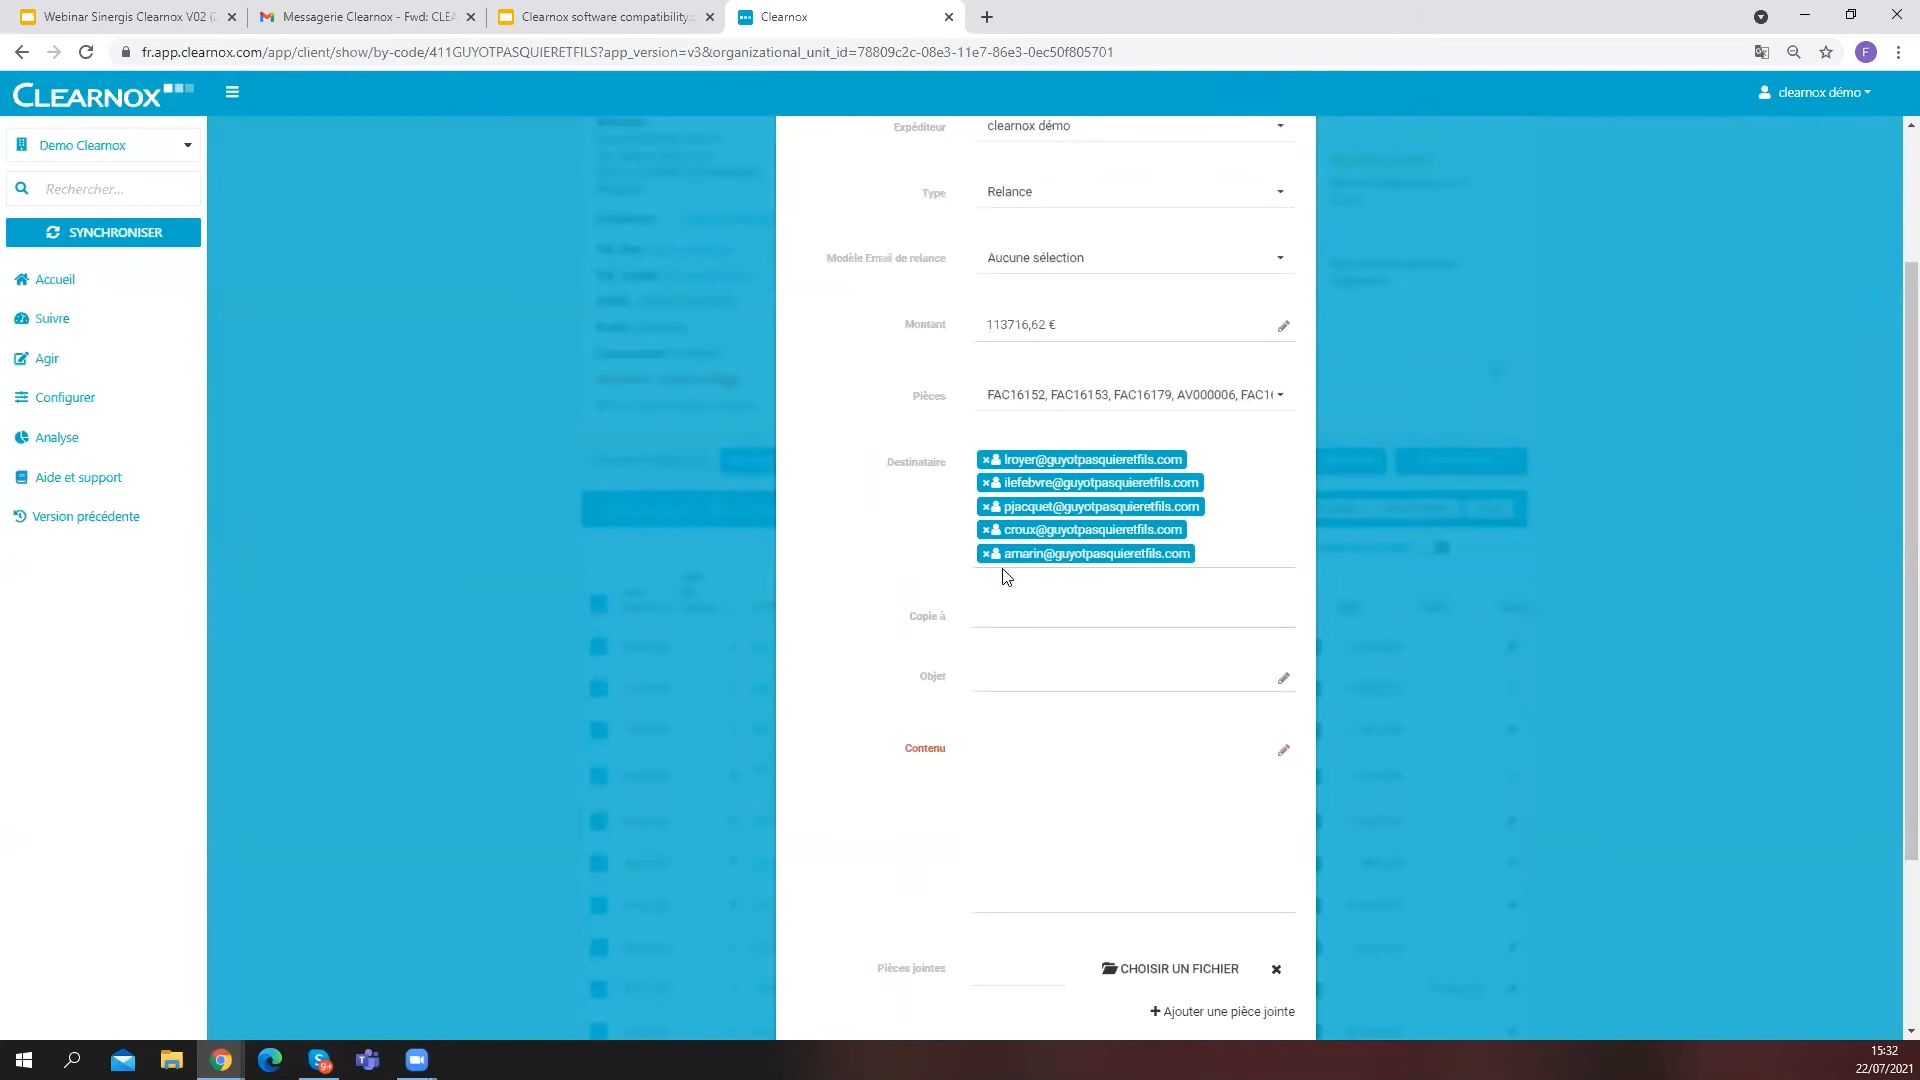 Webinar Sinergis Clearnox V02 (
Messagerie Clearnox - Fwd: CLEA
Clearnox software compatibility.
Clearnox
fr.app.clearnox.com/app/client/show/by-code/411GUYOTPASQUIERETFILS?app_version=v3&organizational_unit_id=78809c2c-08e3-11e7-86e3-0ec50f805701
F
CLEARNOX
clearnox démo
Demo Clearnox
Rechercher...
SYNCHRONISER
Accueil
Suivre
Agir
Configurer
Analyse
Aide et support
Version précédente
Expéditeur
clearnox démo
Type
Relance
Modèle Email de relance
Aucune sélection
Montant
113716,62 €
Pièces
FAC16152, FAC16153, FAC16179, AV000006, FAC16
Destinataire
lroyer@guyotpasquieretfils.com
ilefebvre@guyotpasquieretfils.com
pjacquet@guyotpasquieretfils.com
croux@guyotpasquieretfils.com
amarin@guyotpasquieretfils.com
Copie à
Objet
Contenu
Pièces jointes
CHOISIR UN FICHIER
Ajouter une pièce jointe
9+
15:32
22/07/2021